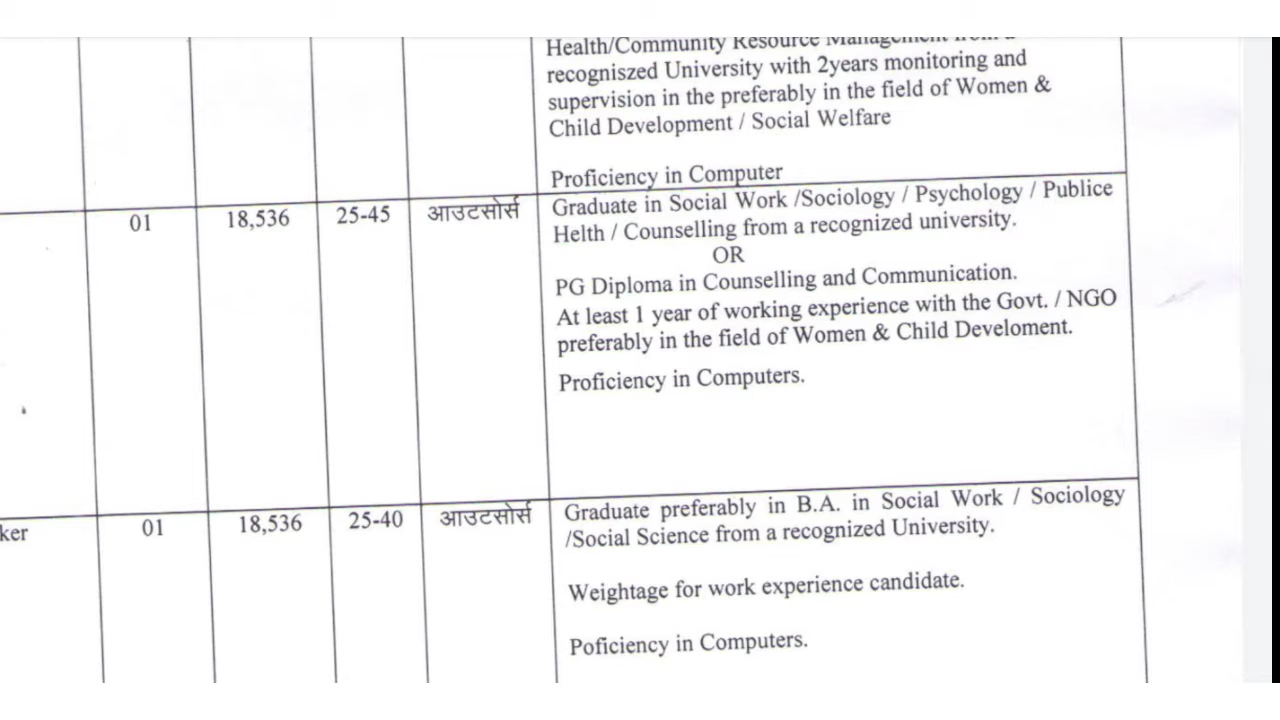 Health/Community Resource Management from a
recogniszed University with 2years monitoring and
supervision in the preferably in the field of Women &
Child Development / Social Welfare
Proficiency in Computer
01 18,536 25-45 आउटसोर्स Graduate in Social Work /Sociology / Psychology / Publice
Helth / Counselling from a recognized university.
OR
PG Diploma in Counselling and Communication.
At least 1 year of working experience with the Govt. / NGO
preferably in the field of Women & Child Develoment.
Proficiency in Computers.
ker 01 18,536 25-40 आउटसोर्स Graduate preferably in B.A. in Social Work / Sociology
/Social Science from a recognized University.
Weightage for work experience candidate.
Poficiency in Computers.